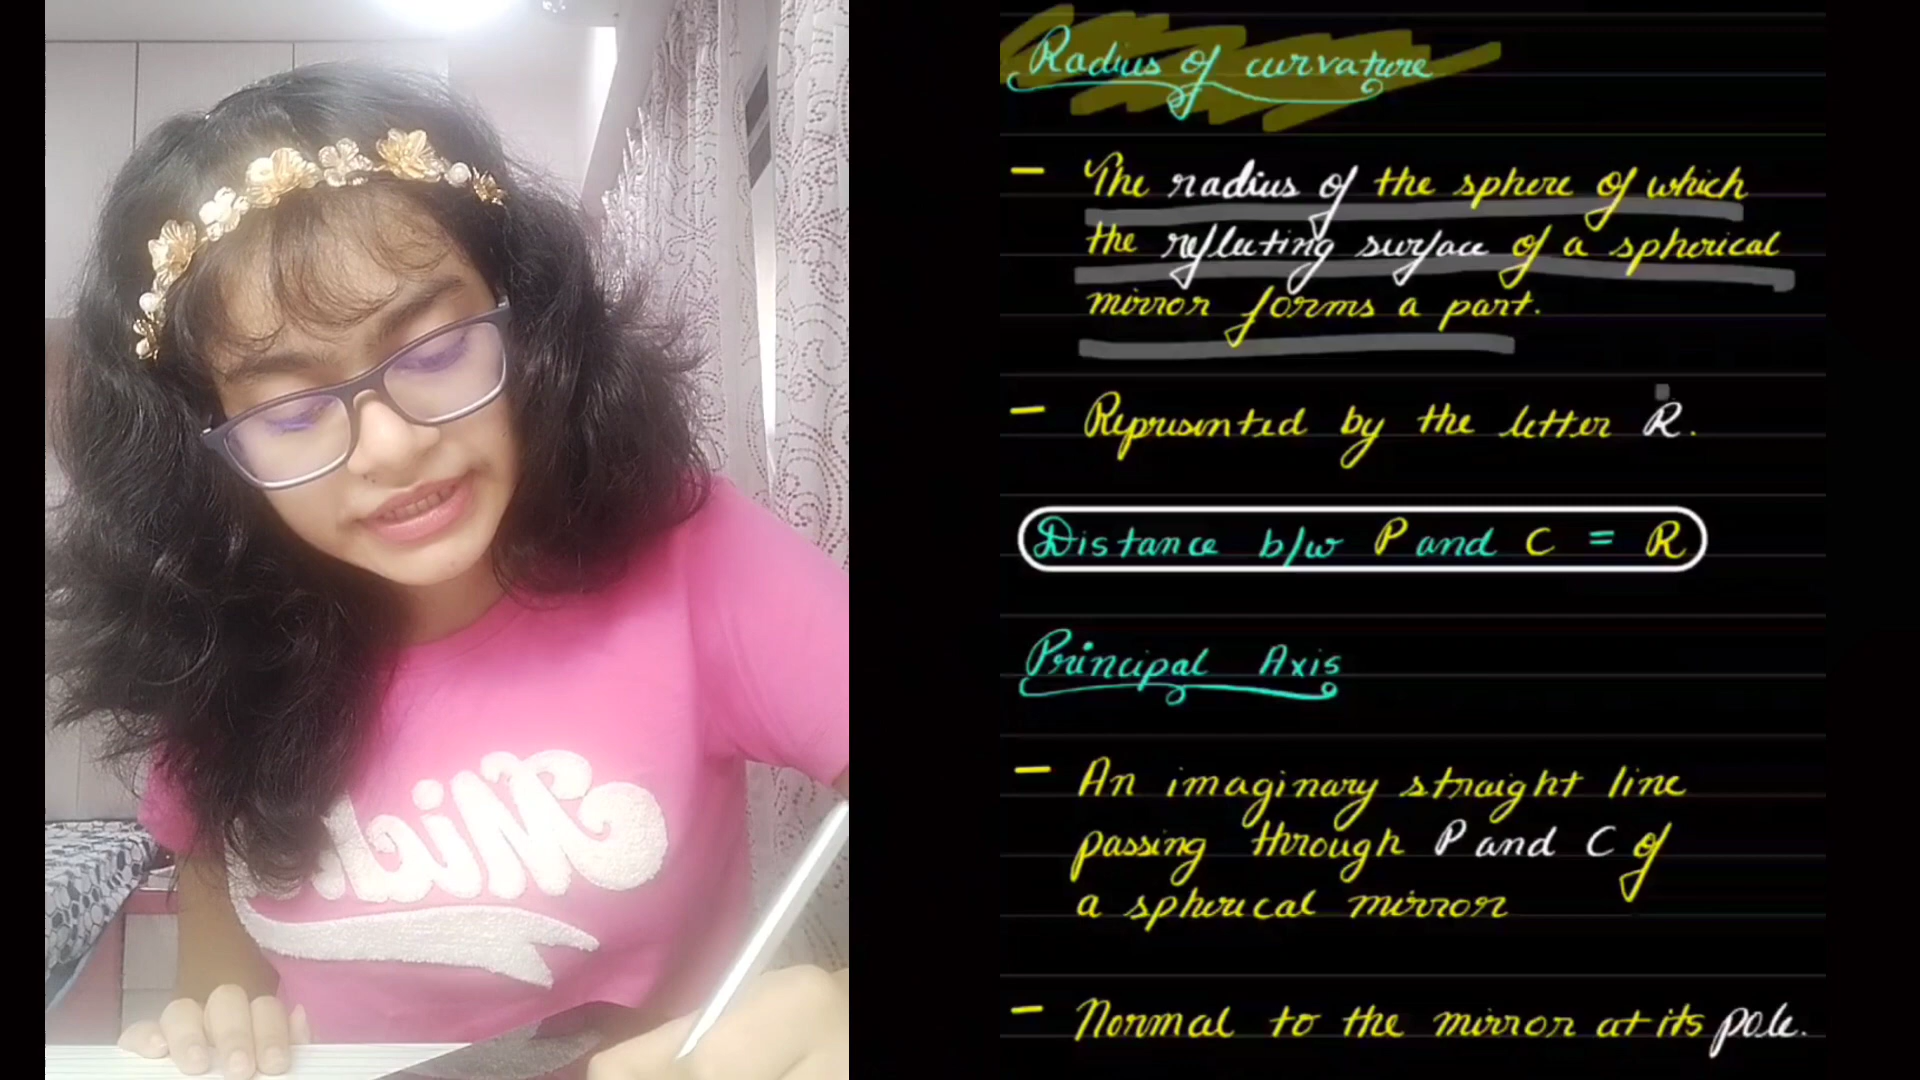 Radius of curvature
- The radius of the sphere of which
the reflecting surface of a spherical
mirror forms a part.
- Represented by the letter R.
Distance b/w P and C = R
Principal Axis
- An imaginary straight line
passing through P and C of
a spherical mirror
- Normal to the mirror at its pole.